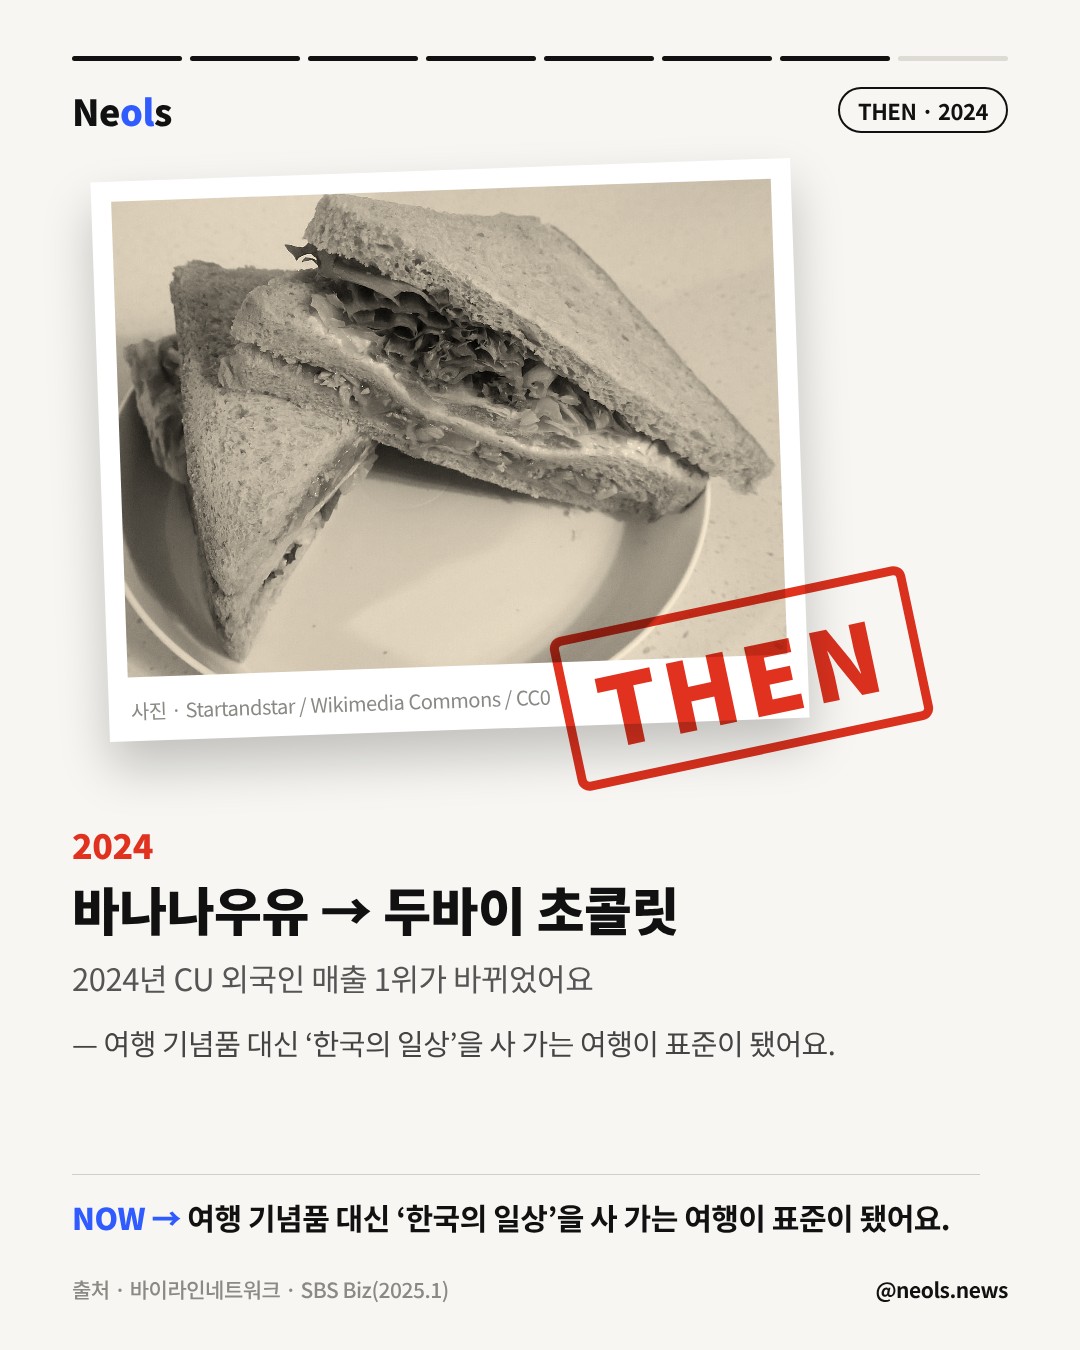 Neols
THEN · 2024
사진 · Startandstar / Wikimedia Commons / CC0
THEN
2024
바나나우유 → 두바이 초콜릿
2024년 CU 외국인 매출 1위가 바뀌었어요
— 여행 기념품 대신 ‘한국의 일상’을 사 가는 여행이 표준이 됐어요.
NOW → 여행 기념품 대신 ‘한국의 일상’을 사 가는 여행이 표준이 됐어요.
출처 · 바이라인네트워크 · SBS Biz(2025.1)
@neols.news